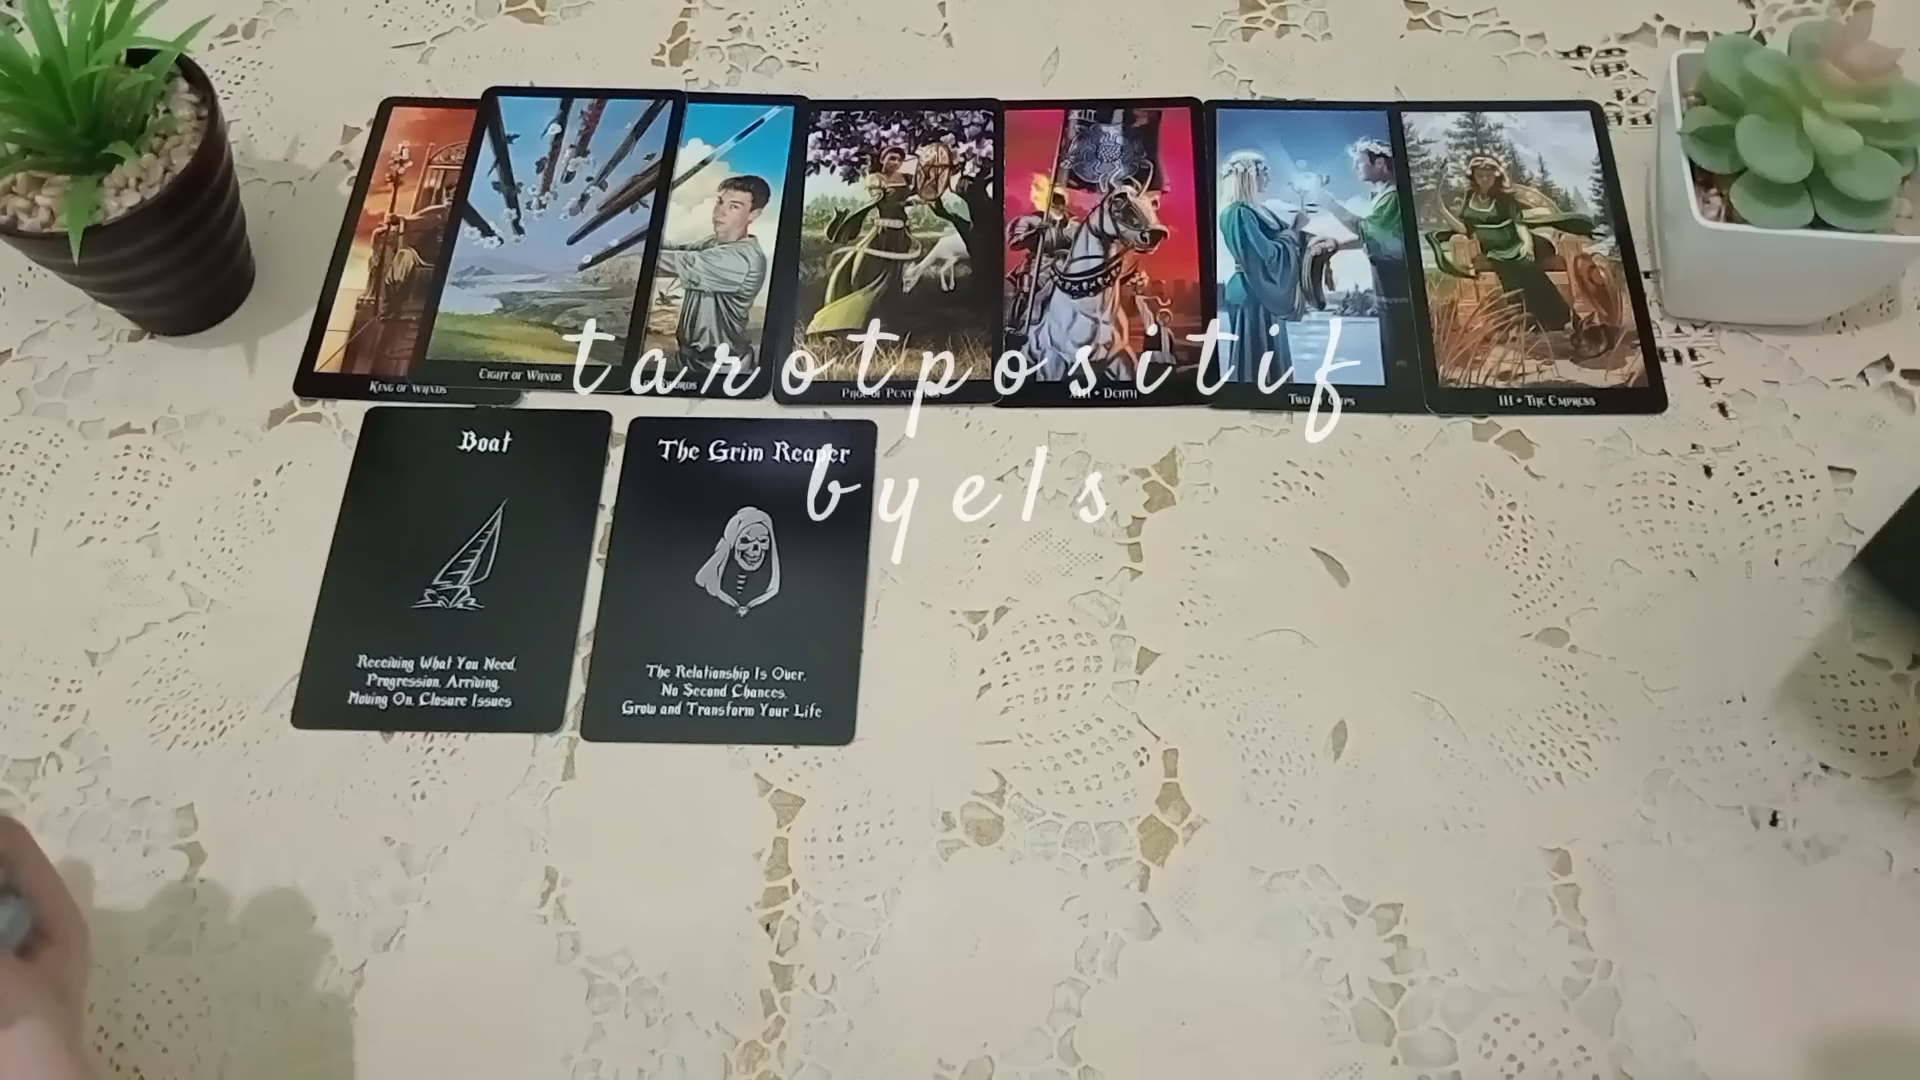 KING OF WANDS
EIGHT OF WANDS
SWORDS
PAGE OF PENTACLES
XIII • DEATH
TWO OF CUPS
III • THE EMPRESS
tarotpositif
byels
Boat
Receiving What You Need,
Progression, Arriving,
Moving On, Closure Issues
The Grim Reaper
The Relationship Is Over,
No Second Chances,
Grow and Transform Your Life